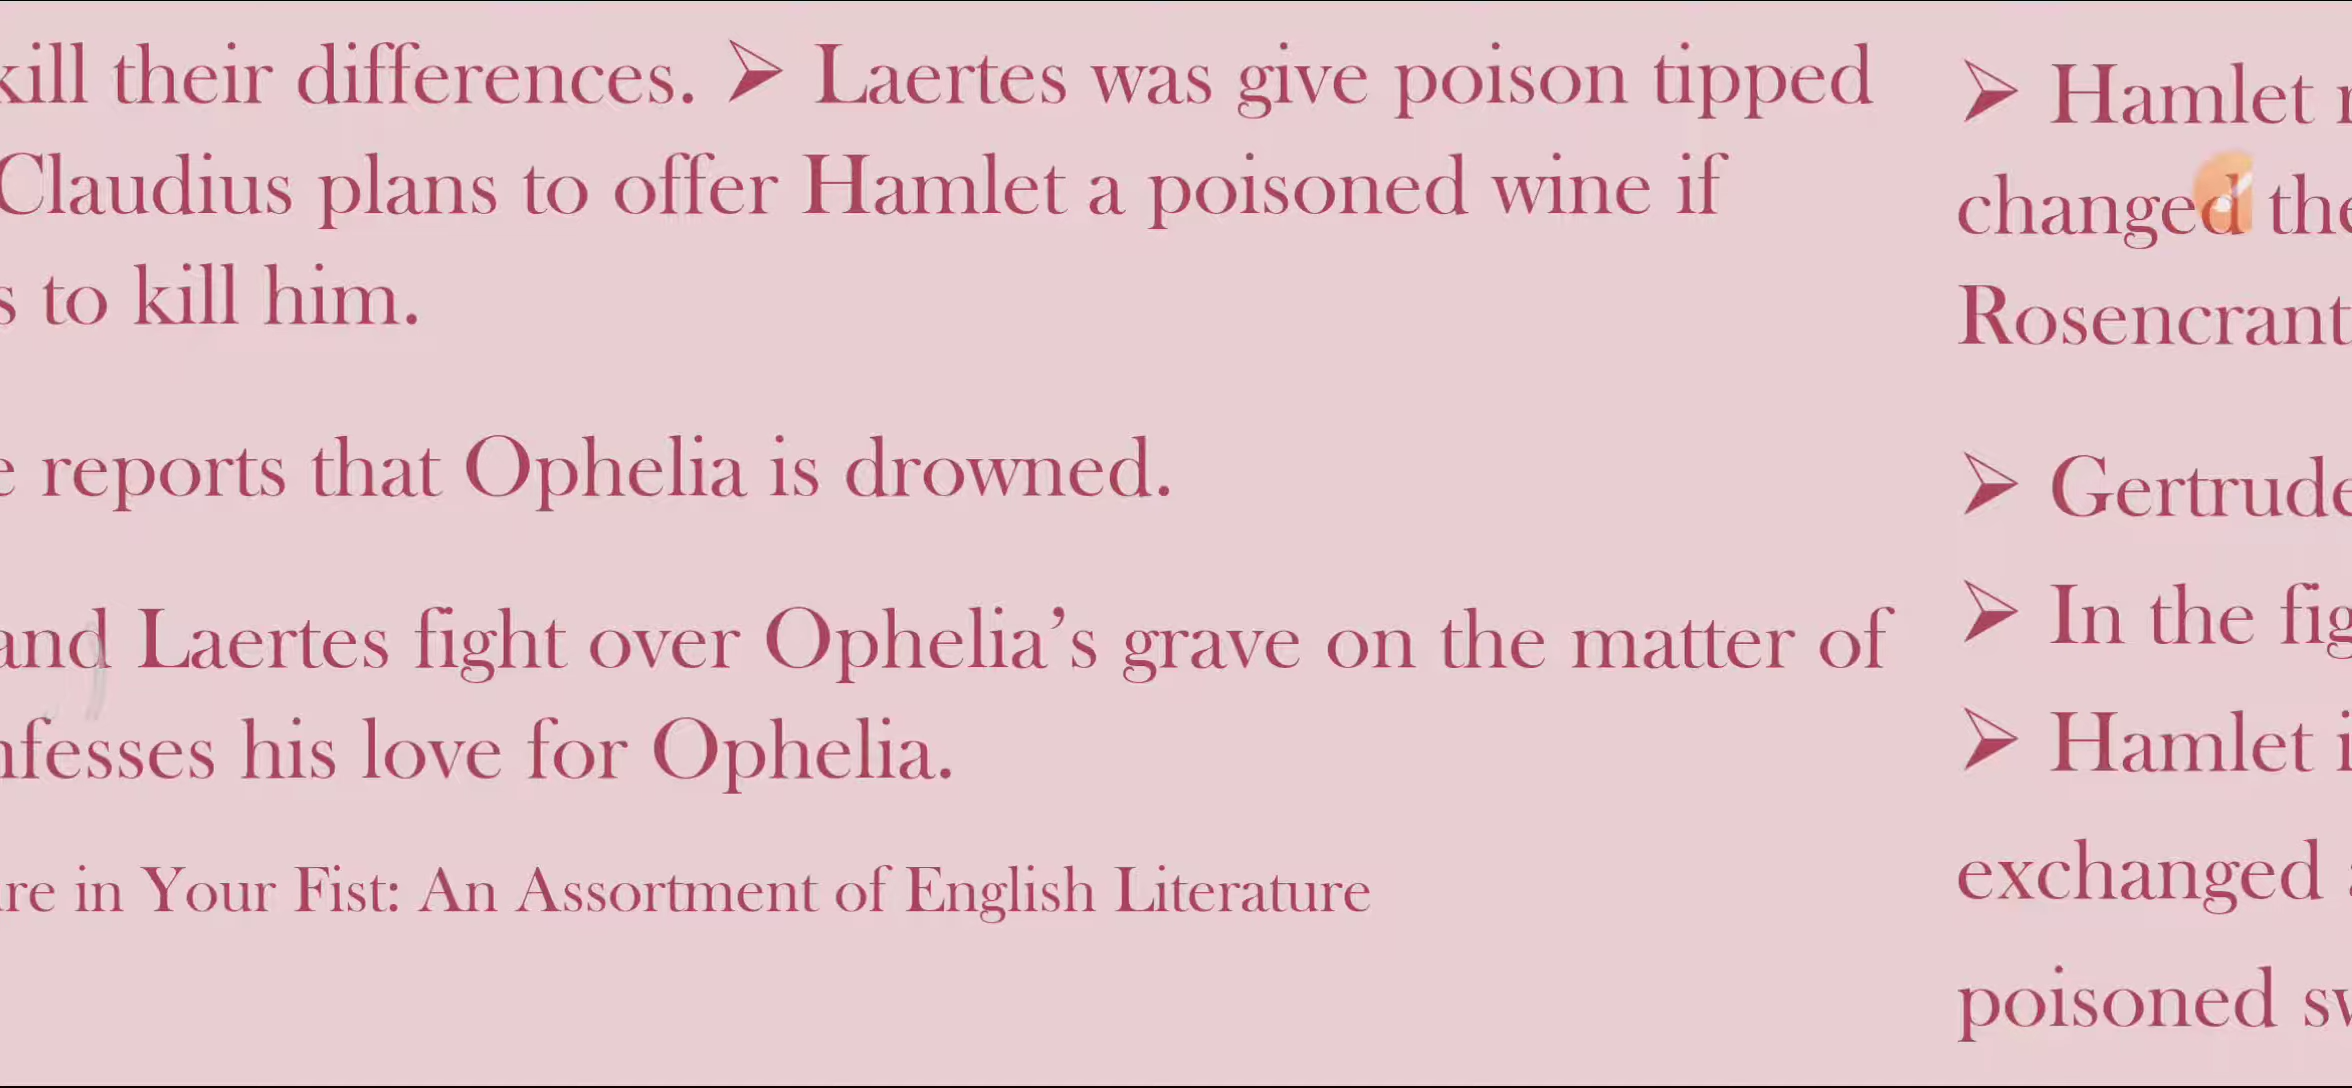 kill their differences. ➢ Laertes was give poison tipped
Claudius plans to offer Hamlet a poisoned wine if
s to kill him.
e reports that Ophelia is drowned.
and Laertes fight over Ophelia’s grave on the matter of
nfesses his love for Ophelia.
re in Your Fist: An Assortment of English Literature
➢ Hamlet
changed the
Rosencrant
➢ Gertrude
➢ In the fig
➢ Hamlet i
exchanged
poisoned sw